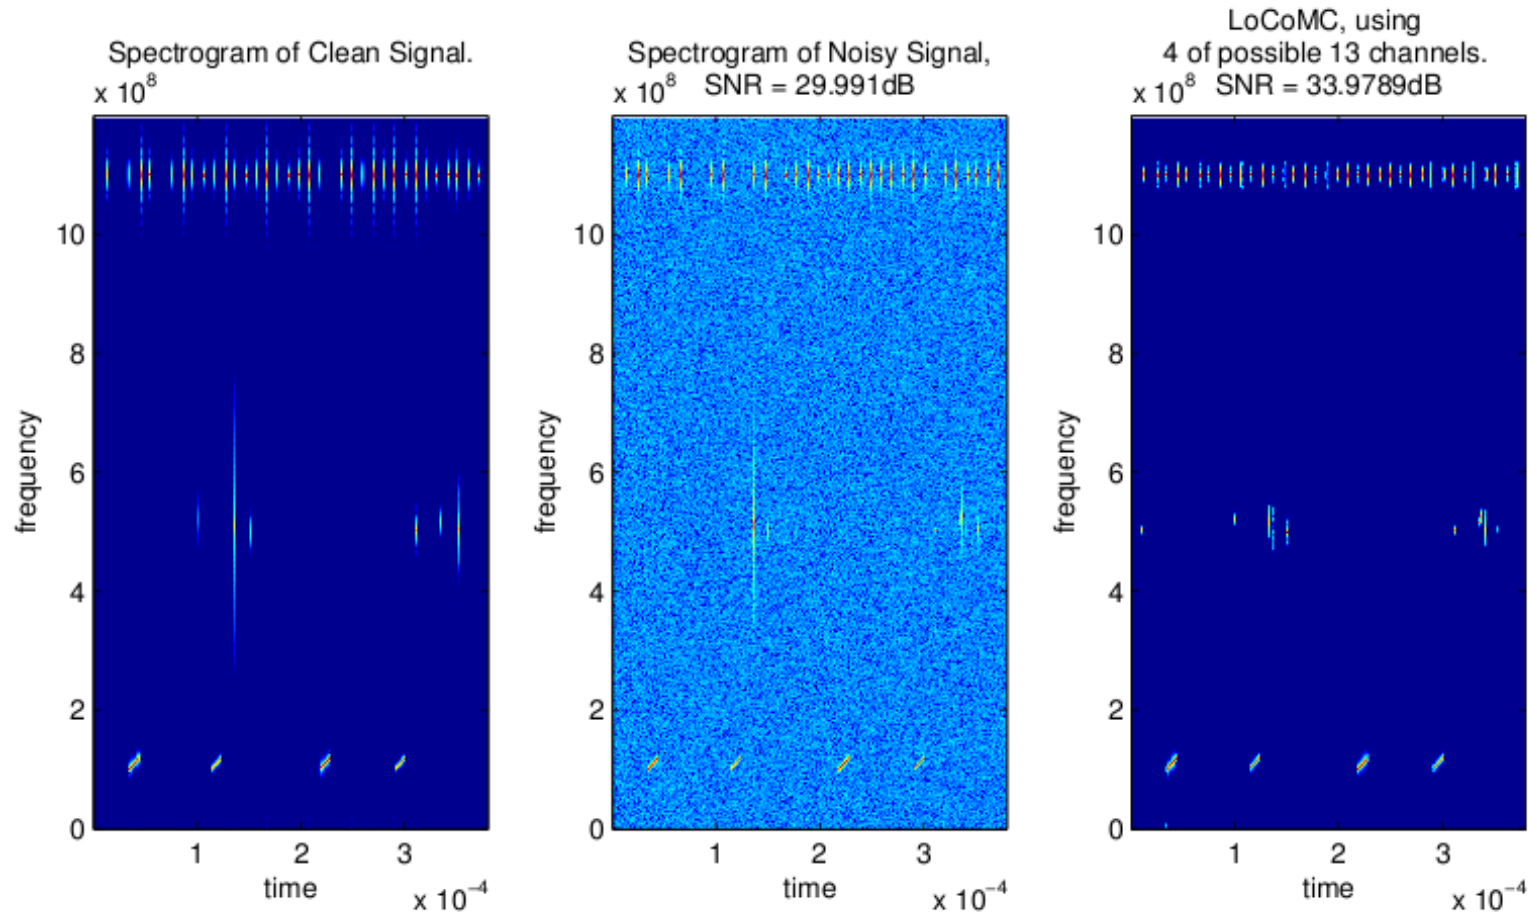 Spectrogram of Clean Signal.
x 10^8
10
8
6
4
2
0
frequency
1 2 3
time
x 10^-4
Spectrogram of Noisy Signal,
x 10^8 SNR = 29.991dB
10
8
6
4
2
0
frequency
1 2 3
time
x 10^-4
LoCoMC, using
4 of possible 13 channels.
x 10^8 SNR = 33.9789dB
10
8
6
4
2
0
frequency
1 2 3
time
x 10^-4